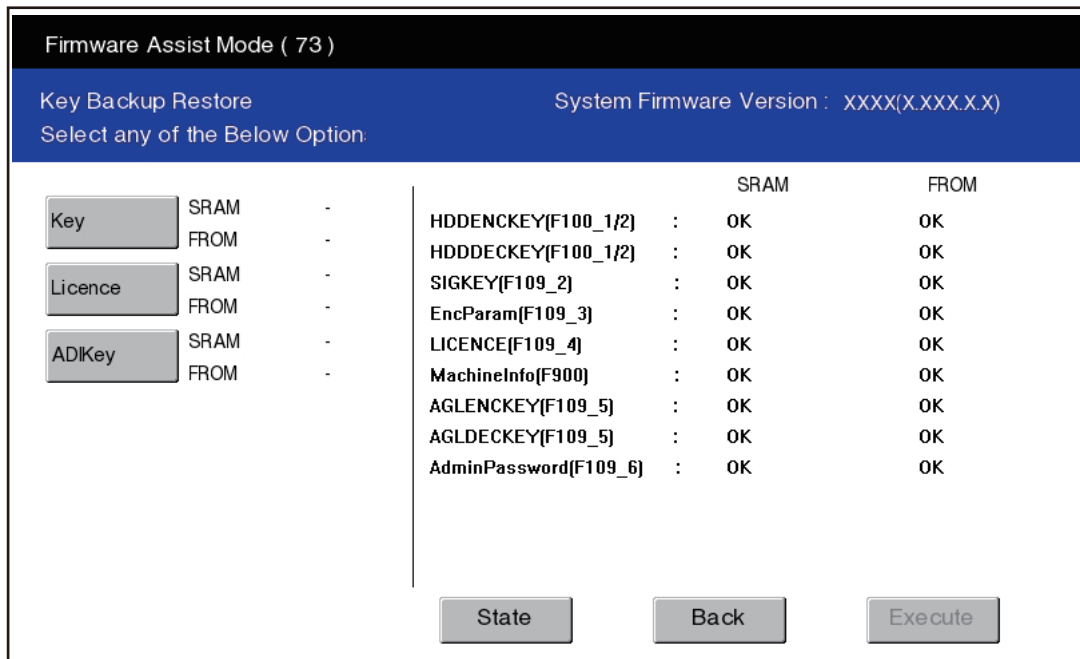 Firmware Assist Mode ( 73 )
Key Backup Restore
System Firmware Version : XXXX(X.XXX.X.X)
Select any of the Below Option
Key
SRAM -
FROM -
Licence
SRAM -
FROM -
ADIKey
SRAM -
FROM -
SRAM FROM
HDDENCKEY(F100_1/2) : OK OK
HDDDECKEY(F100_1/2) : OK OK
SIGKEY(F109_2) : OK OK
EncParam(F109_3) : OK OK
LICENCE(F109_4) : OK OK
MachineInfo(F900) : OK OK
AGLENCKEY(F109_5) : OK OK
AGLDECKEY(F109_5) : OK OK
AdminPassword(F109_6) : OK OK
State Back Execute